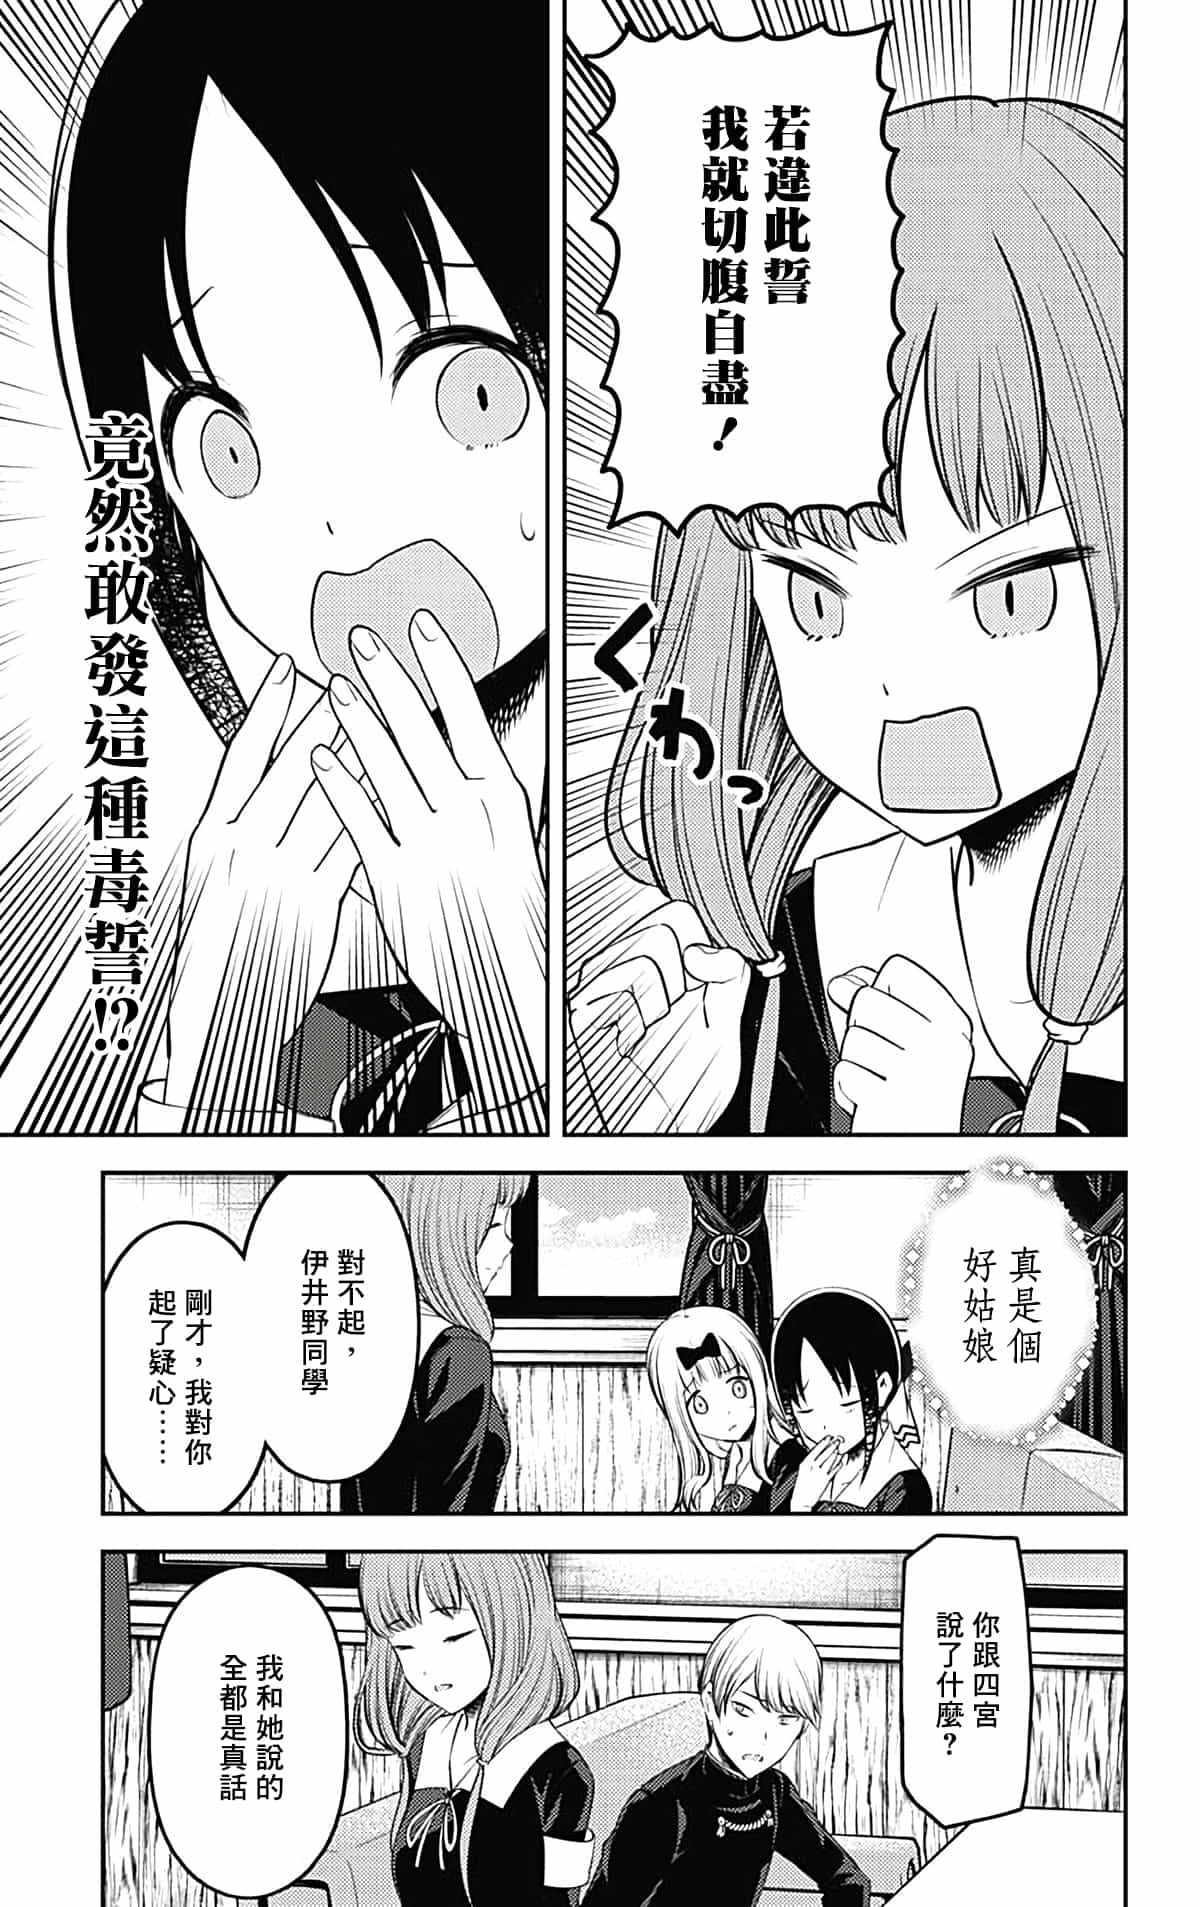 若違此誓
我就切腹自盡！
くわっ
竟然敢發這種毒誓!?
真是個
好姑娘
對不起，
伊井野同學
剛才，我對你
起了疑心……
你跟四宮
說了什麼？
我和她說的
全都是真話